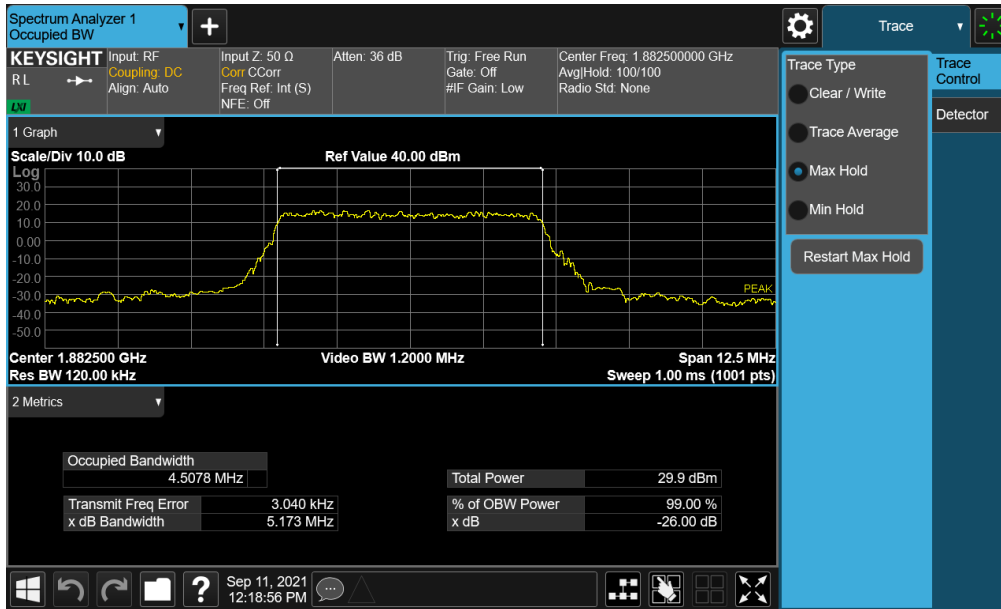 Spectrum Analyzer 1
Occupied BW
Trace
KEYSIGHT
R L
LXI
Input: RF
Coupling: DC
Align: Auto
Input Z: 50 Ω
Corr CCorr
Freq Ref: Int (S)
NFE: Off
Atten: 36 dB
Trig: Free Run
Gate: Off
#IF Gain: Low
Center Freq: 1.882500000 GHz
Avg|Hold: 100/100
Radio Std: None
Trace Type
Clear / Write
Trace Average
Max Hold
Min Hold
Restart Max Hold
Trace
Control
Detector
1 Graph
Scale/Div 10.0 dB
Ref Value 40.00 dBm
Log
30.0
20.0
10.0
0.00
-10.0
-20.0
-30.0
-40.0
-50.0
PEAK
Center 1.882500 GHz
Video BW 1.2000 MHz
Span 12.5 MHz
Res BW 120.00 kHz
Sweep 1.00 ms (1001 pts)
2 Metrics
Occupied Bandwidth
4.5078 MHz
Total Power 29.9 dBm
Transmit Freq Error 3.040 kHz
% of OBW Power 99.00 %
x dB Bandwidth 5.173 MHz
x dB -26.00 dB
?
Sep 11, 2021
12:18:56 PM